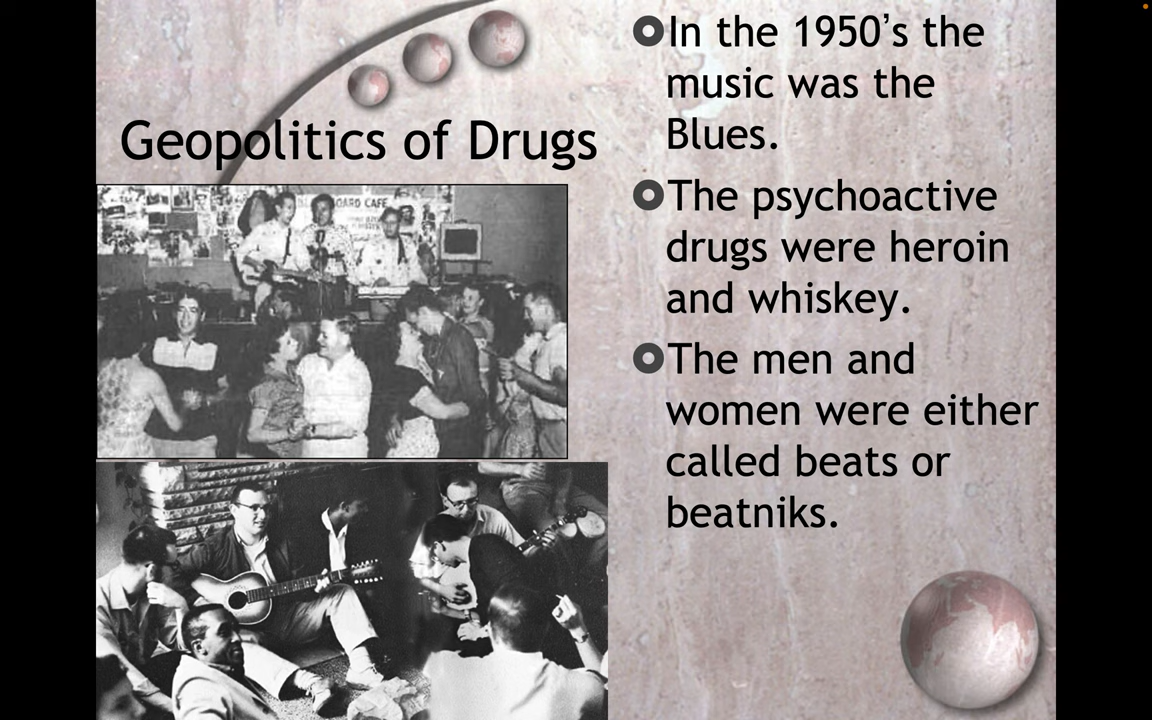 Geopolitics of Drugs
In the 1950’s the
music was the
Blues.
The psychoactive
drugs were heroin
and whiskey.
The men and
women were either
called beats or
beatniks.
CAFE